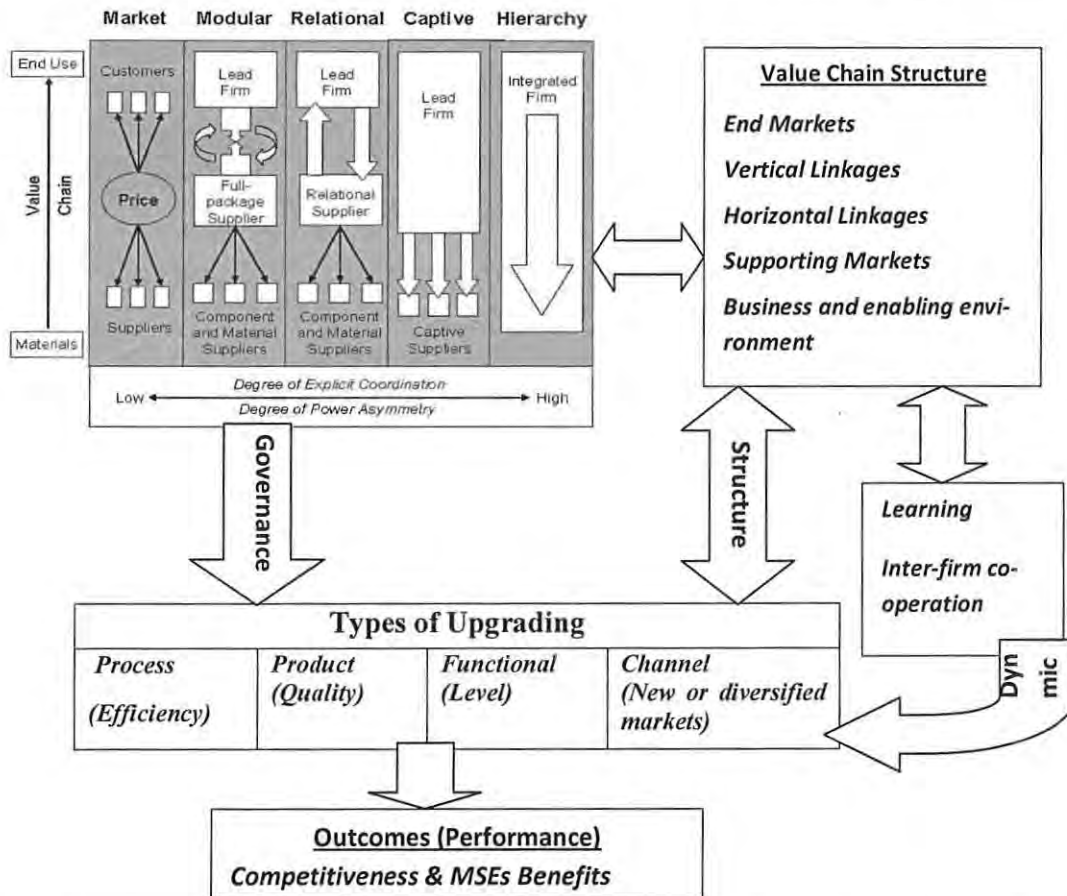 Market Modular Relational Captive Hierarchy
End Use
Value
Chain
Materials
Customers
Price
Suppliers
Lead
Firm
Full-
package
Supplier
Component
and Material
Suppliers
Lead
Firm
Relational
Supplier
Component
and Material
Suppliers
Lead
Firm
Captive
Suppliers
Integrated
Firm
Degree of Explicit Coordination
Low High
Degree of Power Asymmetry
Value Chain Structure
End Markets
Vertical Linkages
Horizontal Linkages
Supporting Markets
Business and enabling envi-
ronment
Governance
Structure
Learning
Inter-firm co-
operation
Dyn
mic
Types of Upgrading
Process
(Efficiency)
Product
(Quality)
Functional
(Level)
Channel
(New or diversified
markets)
Outcomes (Performance)
Competitiveness & MSEs Benefits